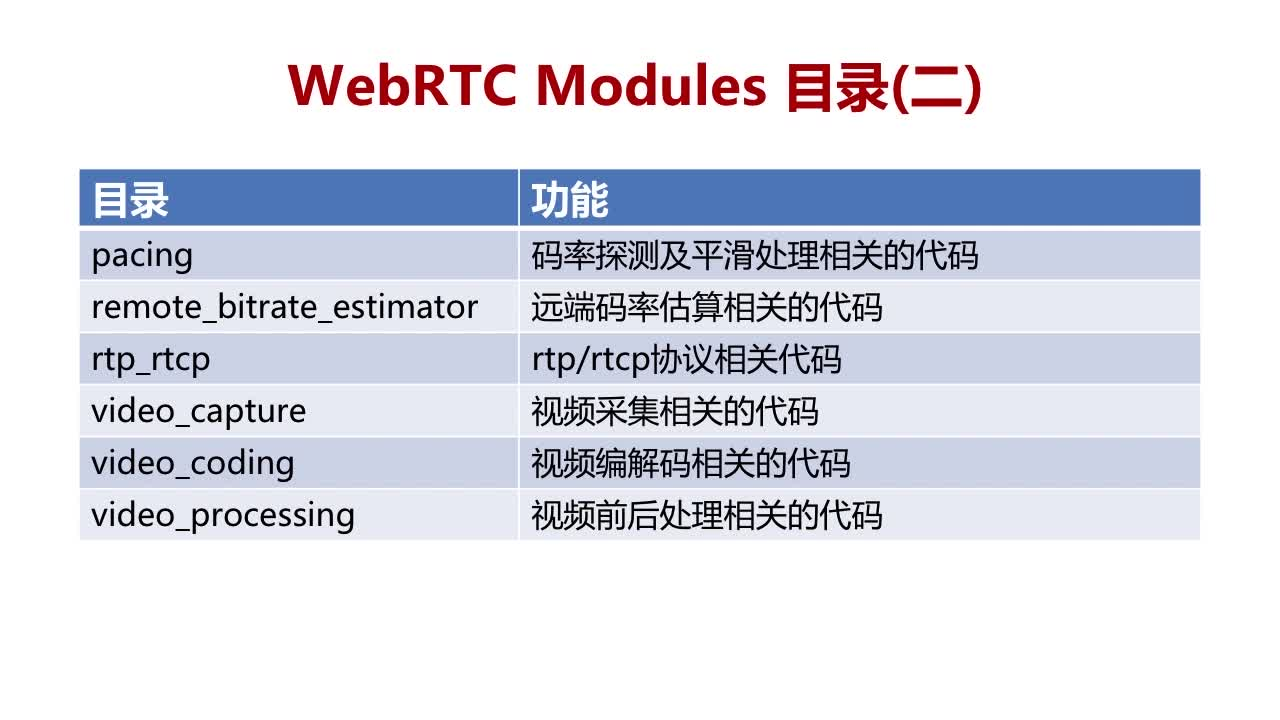 WebRTC Modules 目录(二)
目录 功能
pacing 码率探测及平滑处理相关的代码
remote_bitrate_estimator 远端码率估算相关的代码
rtp_rtcp rtp/rtcp协议相关代码
video_capture 视频采集相关的代码
video_coding 视频编解码相关的代码
video_processing 视频前后处理相关的代码